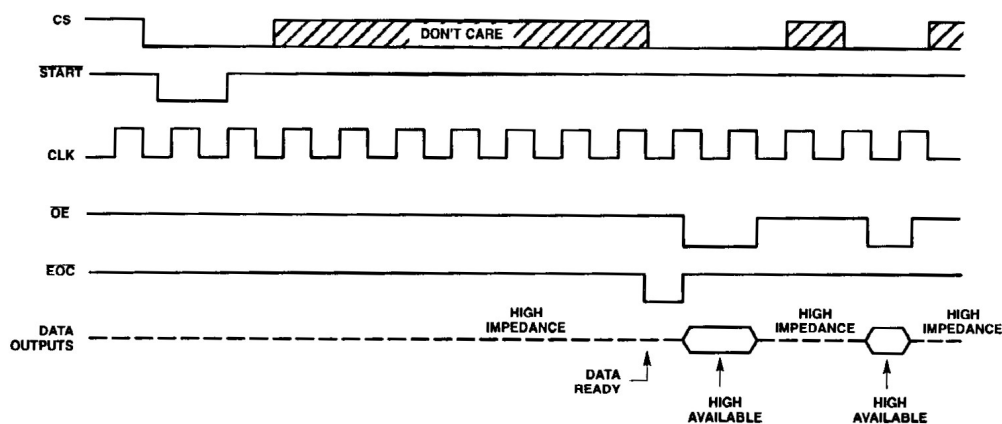 CS
DON'T CARE
START
CLK
OE
EOC
HIGH
IMPEDANCE
HIGH
IMPEDANCE
HIGH
IMPEDANCE
DATA
OUTPUTS
DATA
READY
HIGH
AVAILABLE
HIGH
AVAILABLE